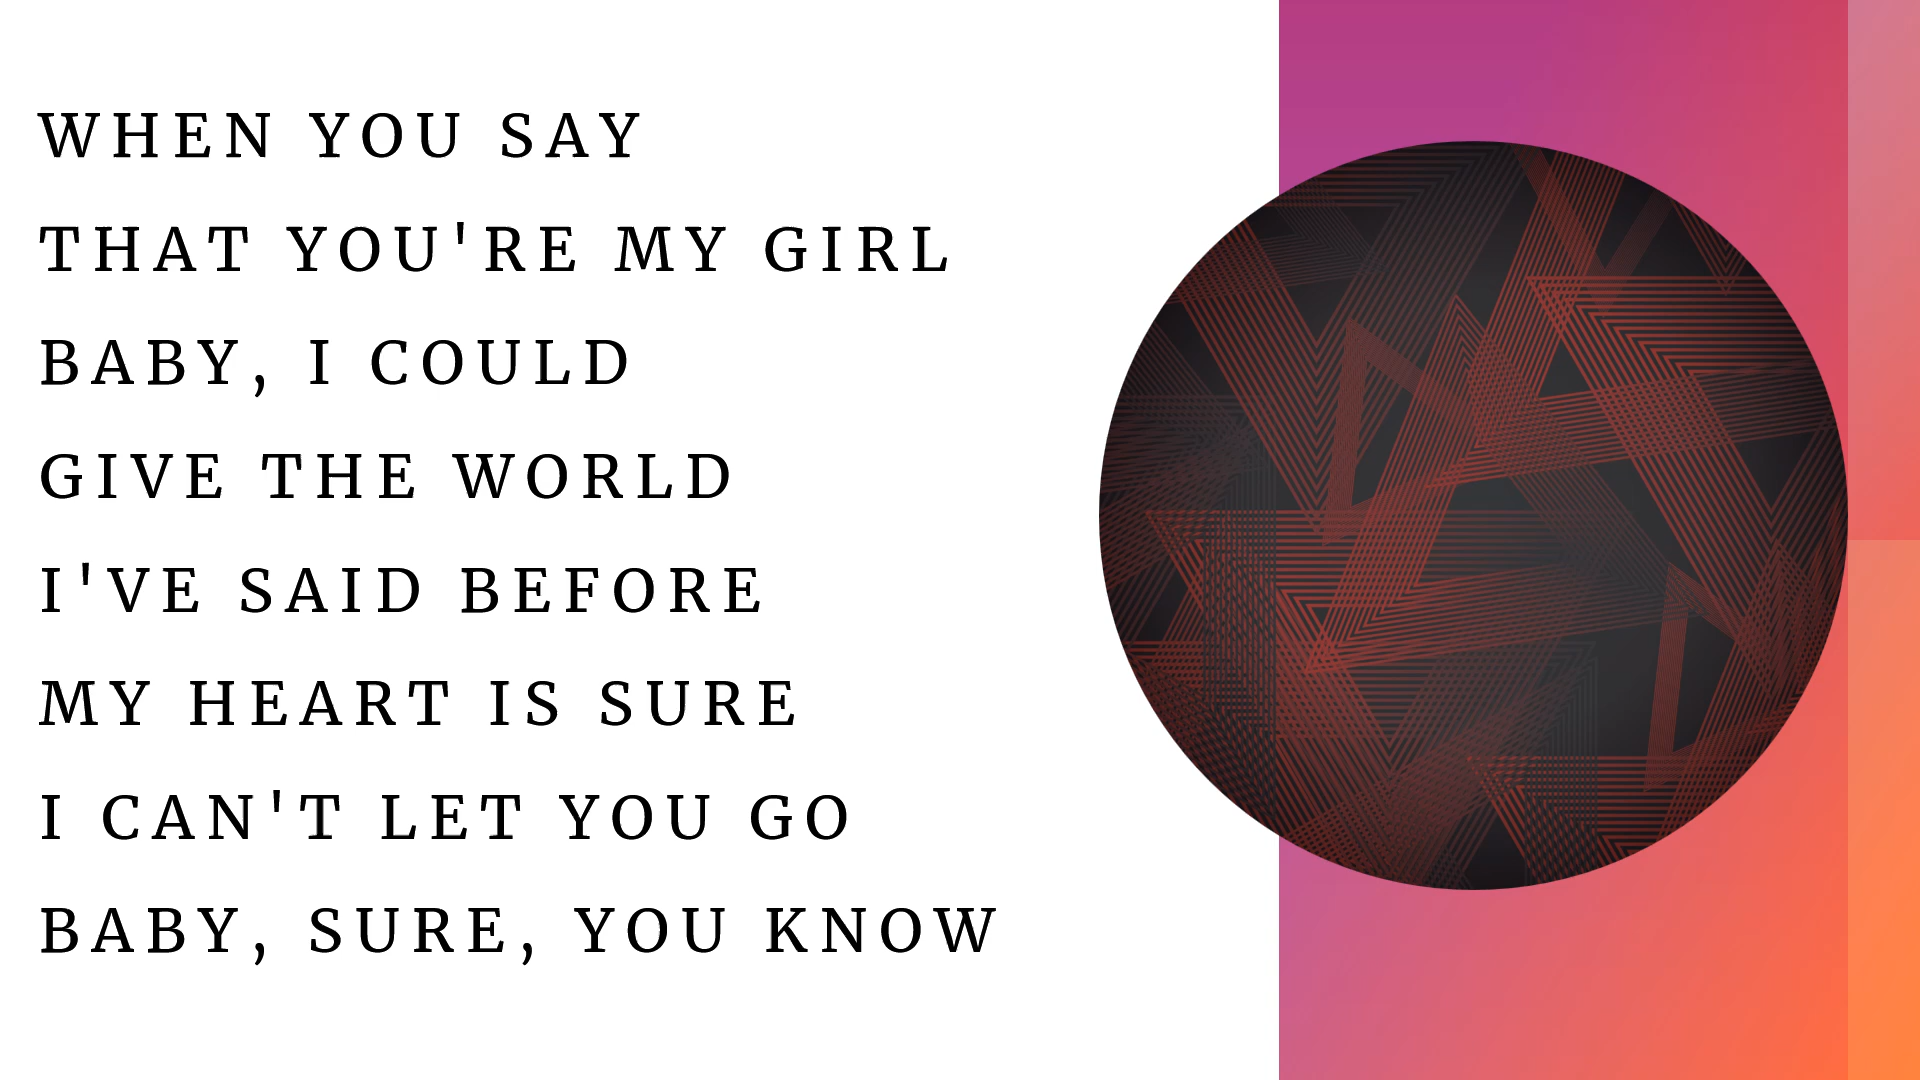 WHEN YOU SAY
THAT YOU'RE MY GIRL
BABY, I COULD
GIVE THE WORLD
I'VE SAID BEFORE
MY HEART IS SURE
I CAN'T LET YOU GO
BABY, SURE, YOU KNOW